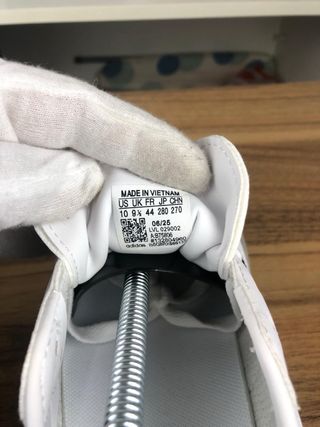 MADE IN VIETNAM
US UK FR JP CHN
10 9½ 44 280 270
06/25
LVL 029002
adidas